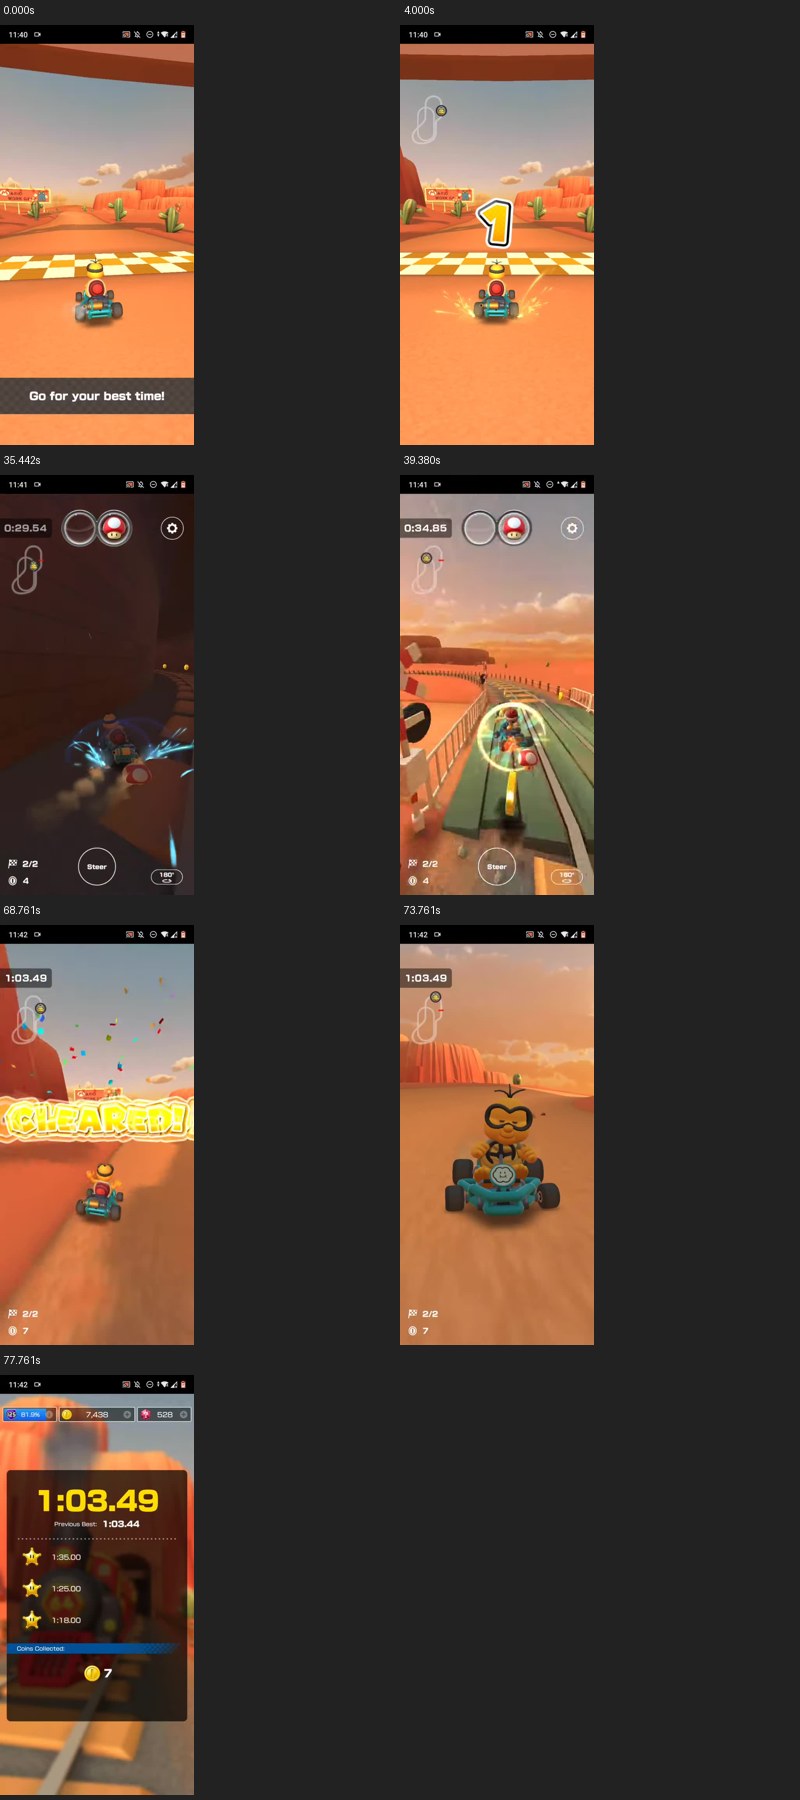 0.000s
4.000s
11:40
11:40
1
Go for your best time!
35.442s
39.380s
11:41
11:41
0:29.54
0:34.85
2/2
4
Steer
180°
2/2
4
Steer
180°
68.761s
73.761s
11:42
11:42
1:03.49
1:03.49
CLEARED!
2/2
7
2/2
7
77.761s
11:42
7,438
528
1:03.49
Previous Best: 1:03.44
1:35.00
1:25.00
1:18.00
Coins Collected:
7